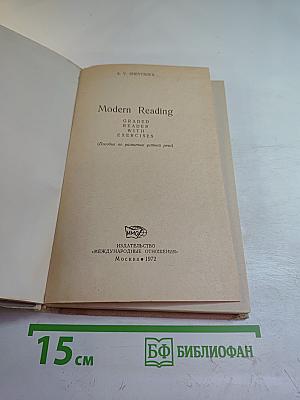 Modern Reading
GRADED
READER
WITH
EXERCISES
(Пособие по развитию устной речи)
ИЗДАТЕЛЬСТВО
«МЕЖДУНАРОДНЫЕ ОТНОШЕНИЯ»
Москва • 1972
15 см
БФ БИБЛИОФАН